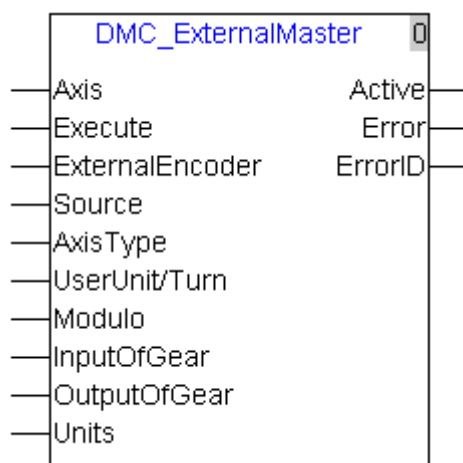 DMC_ExternalMaster 0
Axis Active
Execute Error
ExternalEncoder ErrorID
Source
AxisType
UserUnit/Turn
Modulo
InputOfGear
OutputOfGear
Units